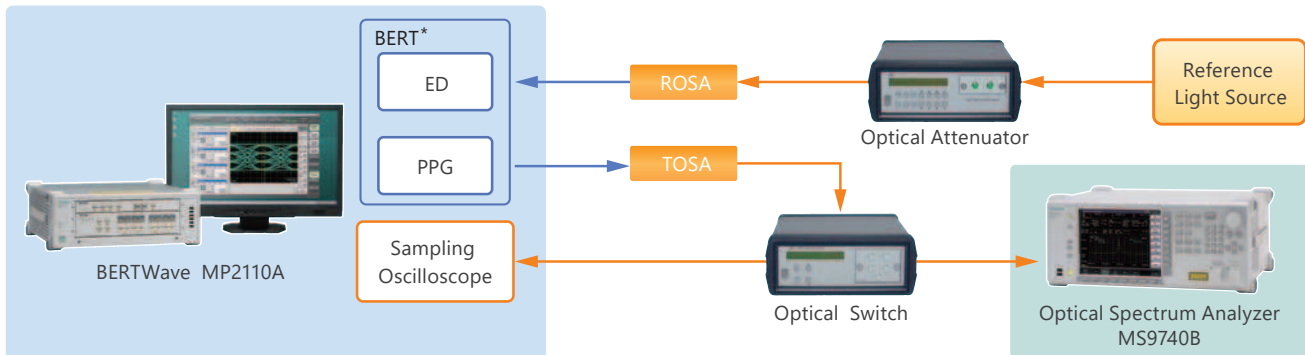 BERT*
ED
PPG
ROSA
TOSA
Optical Attenuator
Reference
Light Source
BERTWave MP2110A
Sampling
Oscilloscope
Optical Switch
Optical Spectrum Analyzer
MS9740B